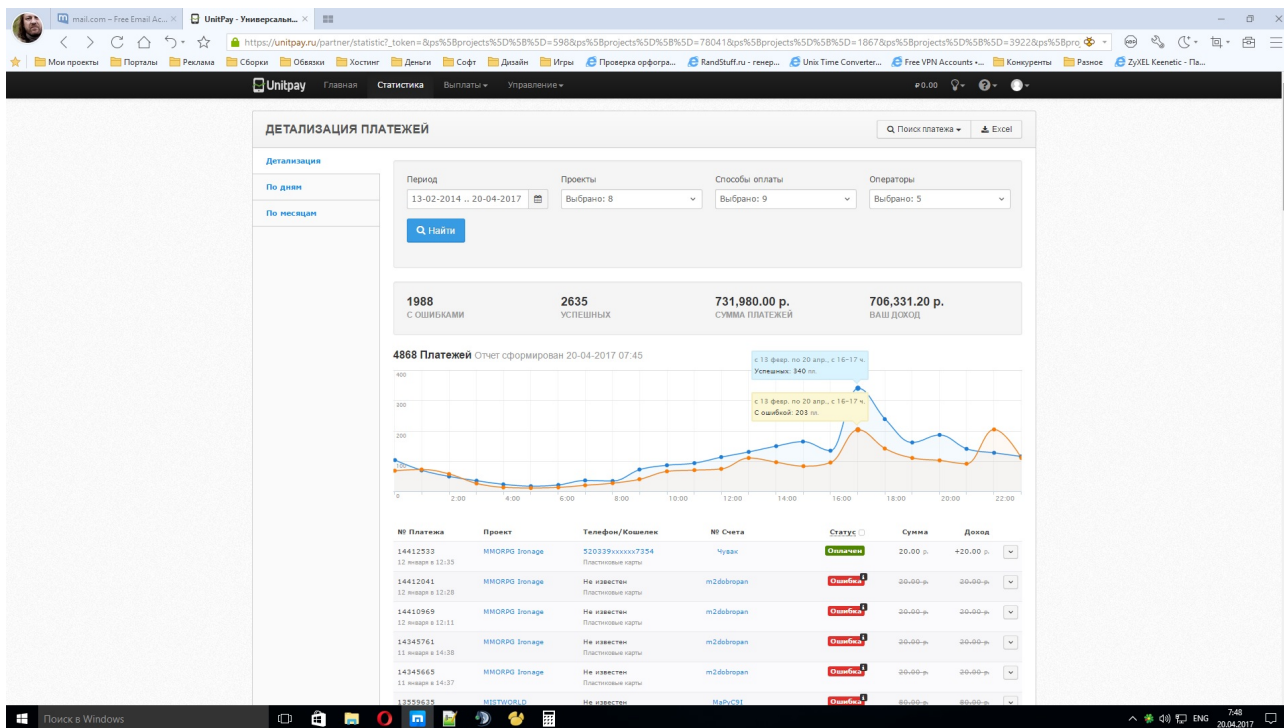 mail.com – Free Email Ac... × UnitPay - Универсальн... ×
https://unitpay.ru/partner/statistic?_token=&ps%5Bprojects%5D%5B%5D=598&ps%5Bprojects%5D%5B%5D=78041&ps%5Bprojects%5D%5B%5D=1867&ps%5Bprojects%5D%5B%5D=3922&ps%5Bproj
Мои проекты Порталы Реклама Сборки Обвязки Хостинг Деньги Софт Дизайн Игры Проверка орфогра... RandStuff.ru - генер... Unix Time Converter... Free VPN Accounts •... Конкуренты Разное ZyXEL Keenetic - Па...
Unitpay Главная Статистика Выплаты Управление ₽0.00
ДЕТАЛИЗАЦИЯ ПЛАТЕЖЕЙ Поиск платежа Excel
Детализация
По дням
По месяцам
Период Проекты Способы оплаты Операторы
13-02-2014 .. 20-04-2017 Выбрано: 8 Выбрано: 9 Выбрано: 5
Найти
1988 2635 731,980.00 р. 706,331.20 р.
С ОШИБКАМИ УСПЕШНЫХ СУММА ПЛАТЕЖЕЙ ВАШ ДОХОД
4868 Платежей Отчет сформирован 20-04-2017 07:45
с 13 февр. по 20 апр., с 16-17 ч.
Успешных: 340 пл.
с 13 февр. по 20 апр., с 16-17 ч.
С ошибкой: 203 пл.
400
300
200
100
0 2:00 4:00 6:00 8:00 10:00 12:00 14:00 16:00 18:00 20:00 22:00
№ Платежа Проект Телефон/Кошелек № Счета Статус Сумма Доход
14412533 MMORPG Ironage 520339xxxxxx7354 Чувак Оплачен 20.00 р. +20.00 р.
12 января в 12:35 Пластиковые карты
14412041 MMORPG Ironage Не известен m2dobropan Ошибка 20.00 р. 20.00 р.
12 января в 12:28 Пластиковые карты
14410969 MMORPG Ironage Не известен m2dobropan Ошибка 20.00 р. 20.00 р.
12 января в 12:11 Пластиковые карты
14345761 MMORPG Ironage Не известен m2dobropan Ошибка 20.00 р. 20.00 р.
11 января в 14:38 Пластиковые карты
14345665 MMORPG Ironage Не известен m2dobropan Ошибка 20.00 р. 20.00 р.
11 января в 14:37 Пластиковые карты
13559635 MISTWORLD Не известен MaPyC9I Ошибка 80.00 р. 80.00 р.
Поиск в Windows ENG 7:48
20.04.2017